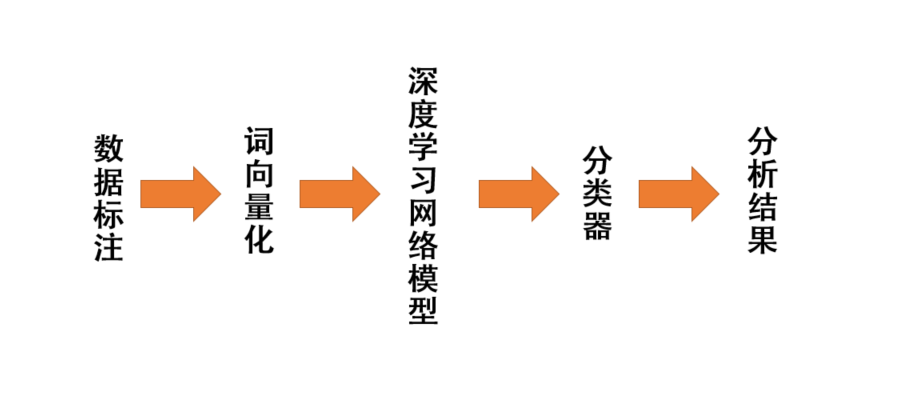 数据标注
词向量化
深度学习网络模型
分类器
分析结果